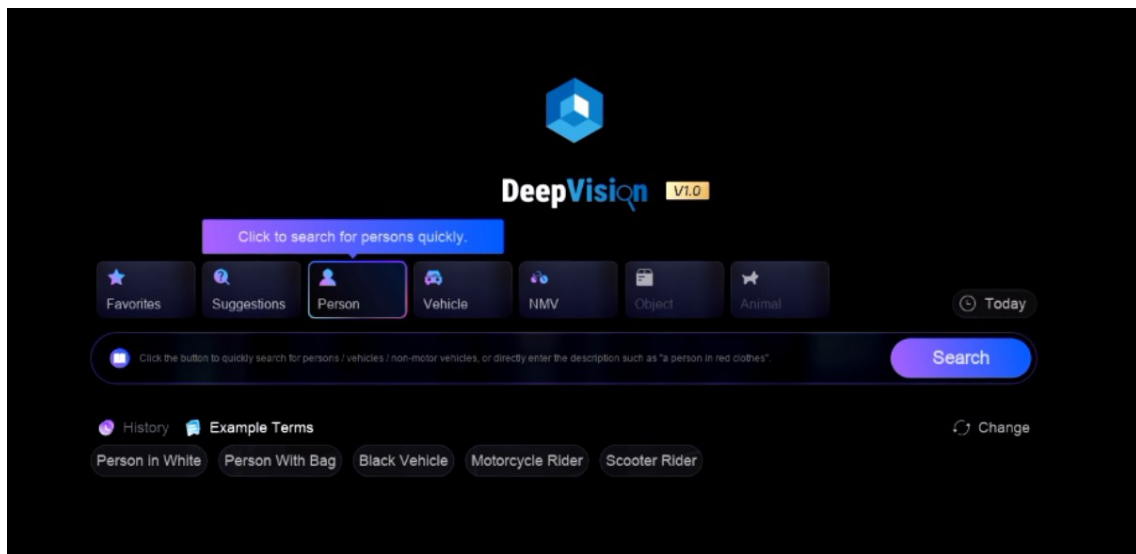 DeepVision V1.0
Click to search for persons quickly.
Favorites Suggestions Person Vehicle NMV Object Animal
Today
Click the button to quickly search for persons / vehicles / non-motor vehicles, or directly enter the description such as "a person in red clothes". Search
History Example Terms Change
Person in White Person With Bag Black Vehicle Motorcycle Rider Scooter Rider